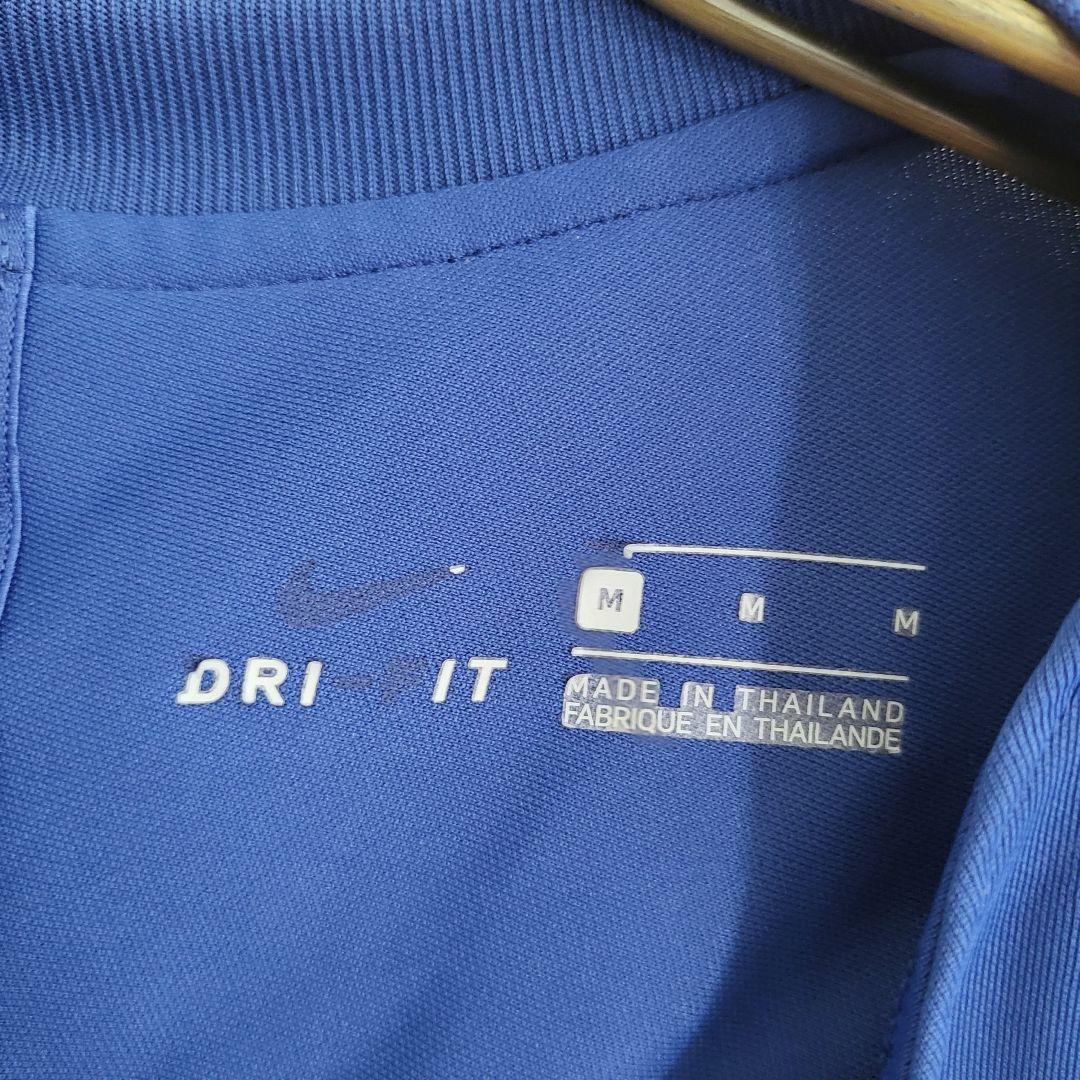 DRI-FIT
M M M
MADE IN THAILAND
FABRIQUE EN THAILANDE